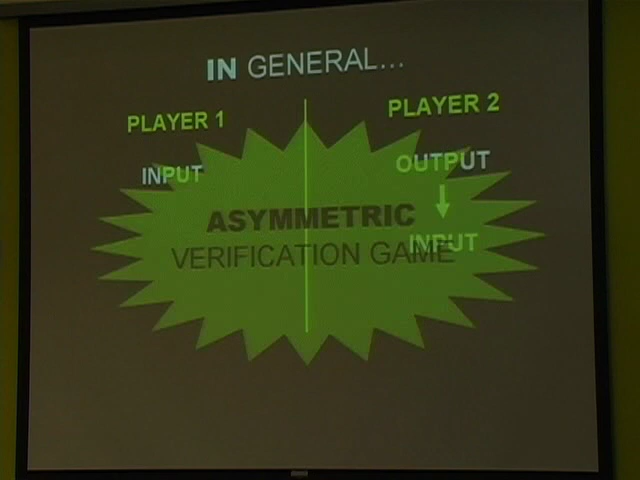 IN GENERAL...
PLAYER 1
PLAYER 2
INPUT
OUTPUT
ASYMMETRIC
INPUT
VERIFICATION GAME